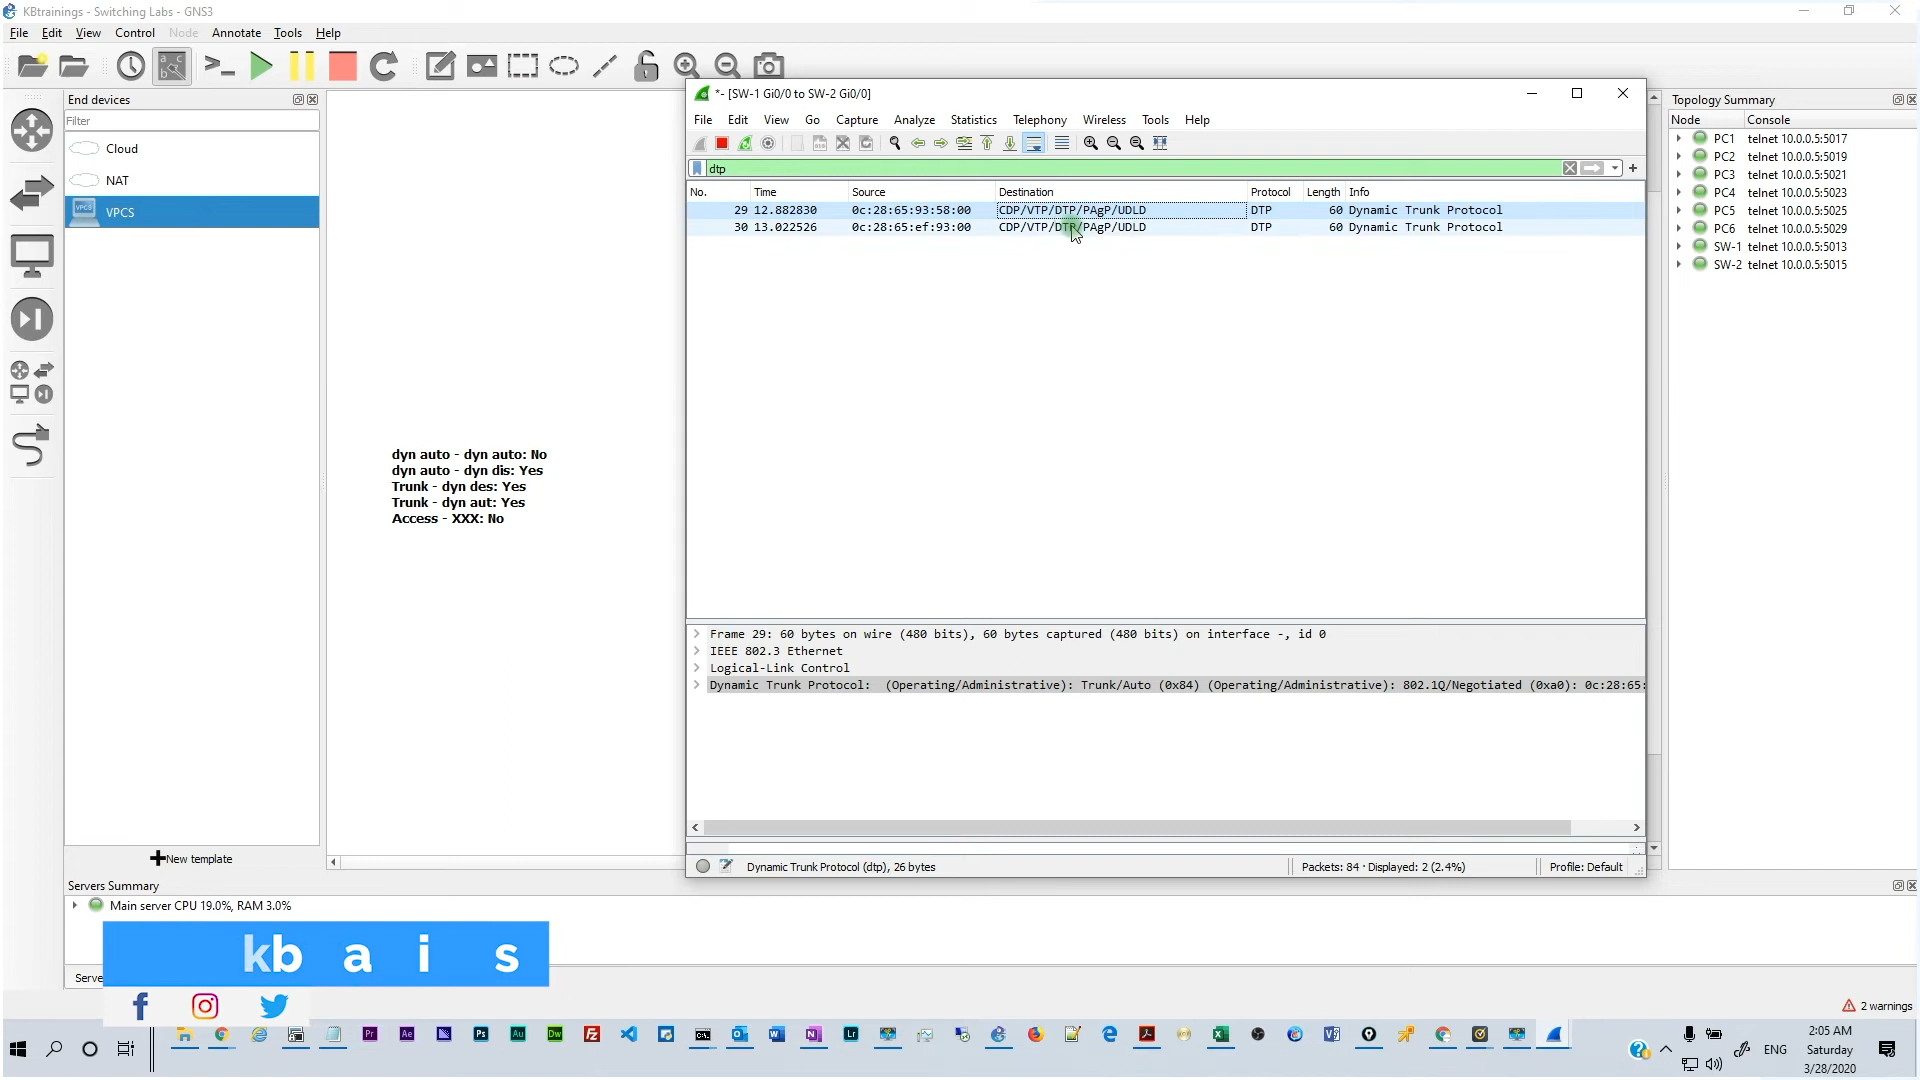 KBtrainings - Switching Labs - GNS3
File Edit View Control Node Annotate Tools Help
End devices
Filter
Cloud
NAT
VPCS
New template
dyn auto - dyn auto: No
dyn auto - dyn dis: Yes
Trunk - dyn des: Yes
Trunk - dyn aut: Yes
Access - XXX: No
*- [SW-1 Gi0/0 to SW-2 Gi0/0]
File Edit View Go Capture Analyze Statistics Telephony Wireless Tools Help
dtp
No. Time Source Destination Protocol Length Info
29 12.882830 0c:28:65:93:58:00 CDP/VTP/DTP/PAgP/UDLD DTP 60 Dynamic Trunk Protocol
30 13.022526 0c:28:65:ef:93:00 CDP/VTP/DTP/PAgP/UDLD DTP 60 Dynamic Trunk Protocol
Frame 29: 60 bytes on wire (480 bits), 60 bytes captured (480 bits) on interface -, id 0
IEEE 802.3 Ethernet
Logical-Link Control
Dynamic Trunk Protocol: (Operating/Administrative): Trunk/Auto (0x84) (Operating/Administrative): 802.1Q/Negotiated (0xa0): 0c:28:65:
Dynamic Trunk Protocol (dtp), 26 bytes
Packets: 84 · Displayed: 2 (2.4%)
Profile: Default
Topology Summary
Node Console
PC1 telnet 10.0.0.5:5017
PC2 telnet 10.0.0.5:5019
PC3 telnet 10.0.0.5:5021
PC4 telnet 10.0.0.5:5023
PC5 telnet 10.0.0.5:5025
PC6 telnet 10.0.0.5:5029
SW-1 telnet 10.0.0.5:5013
SW-2 telnet 10.0.0.5:5015
Servers Summary
Main server CPU 19.0%, RAM 3.0%
kb a i s
Serve
2 warnings
ENG
2:05 AM
Saturday
3/28/2020